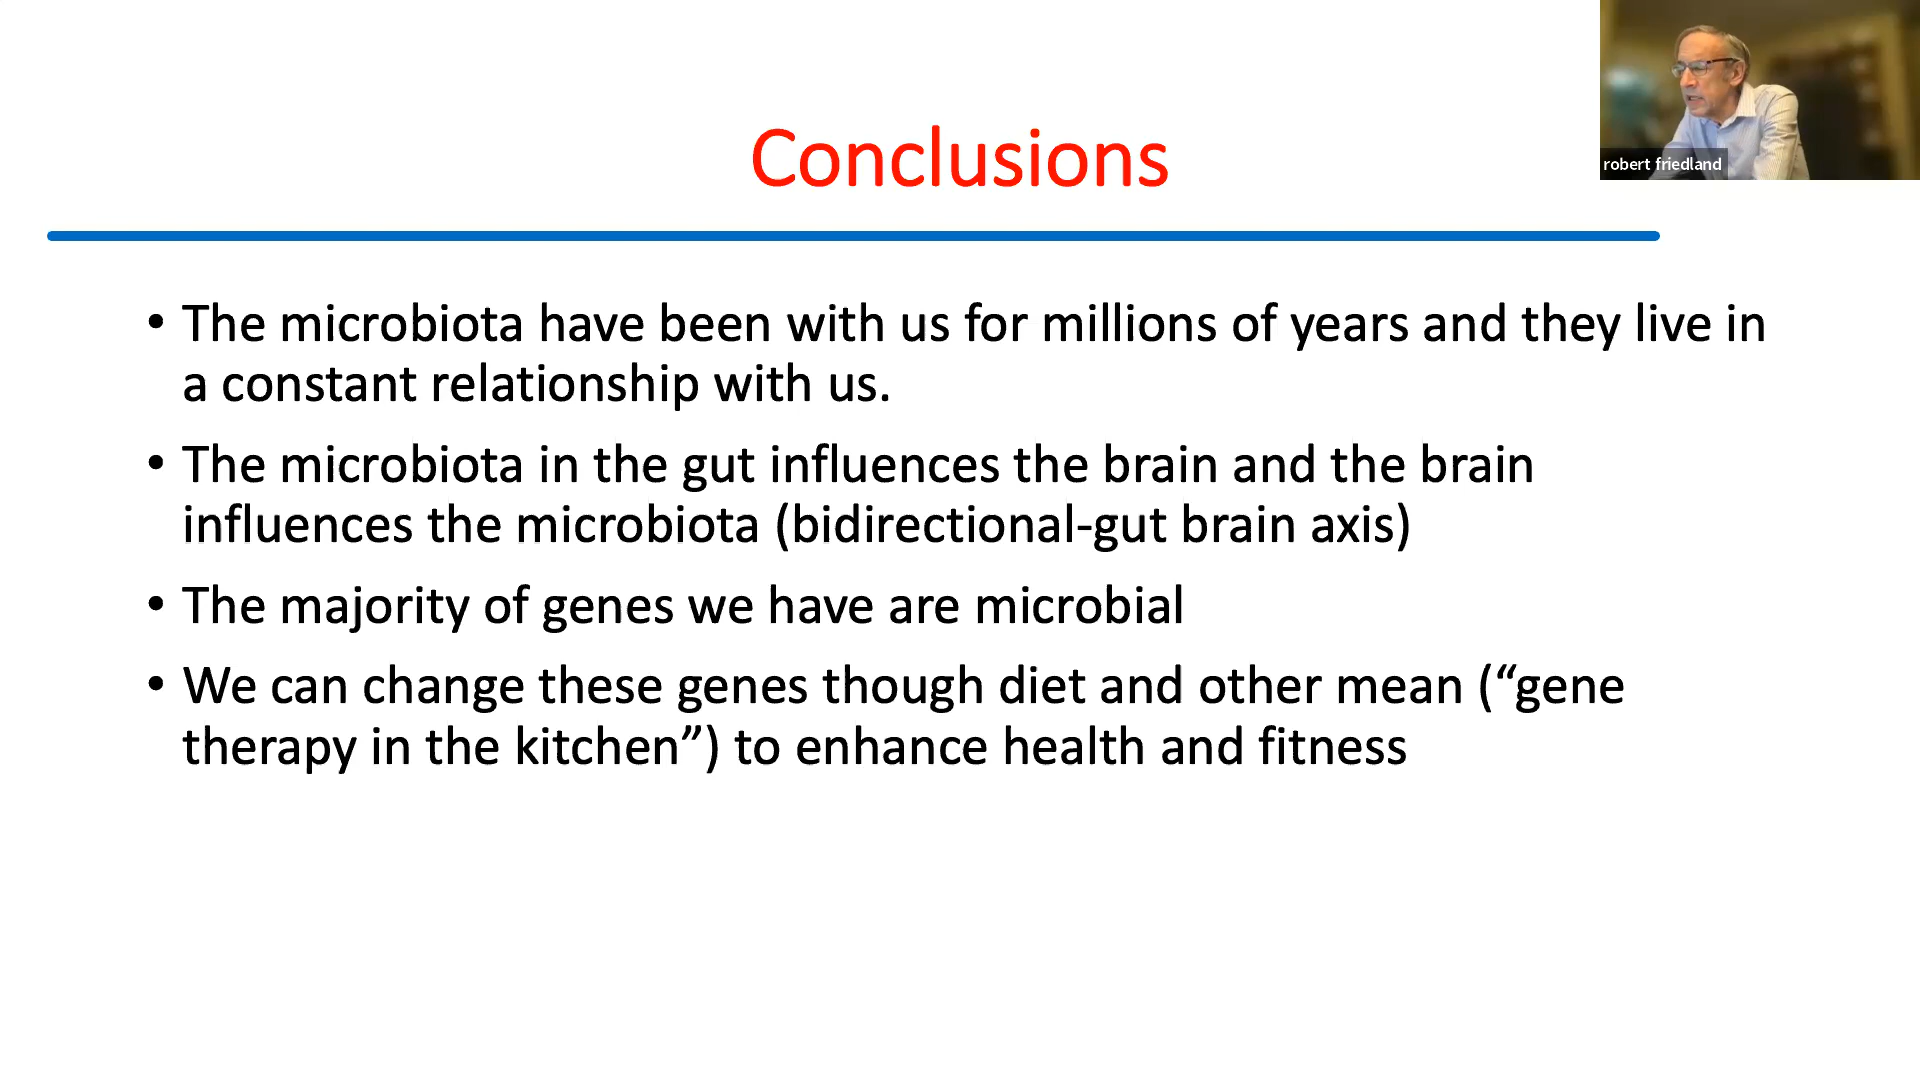 Conclusions
robert friedland
• The microbiota have been with us for millions of years and they live in
a constant relationship with us.
• The microbiota in the gut influences the brain and the brain
influences the microbiota (bidirectional-gut brain axis)
• The majority of genes we have are microbial
• We can change these genes though diet and other mean (“gene
therapy in the kitchen”) to enhance health and fitness